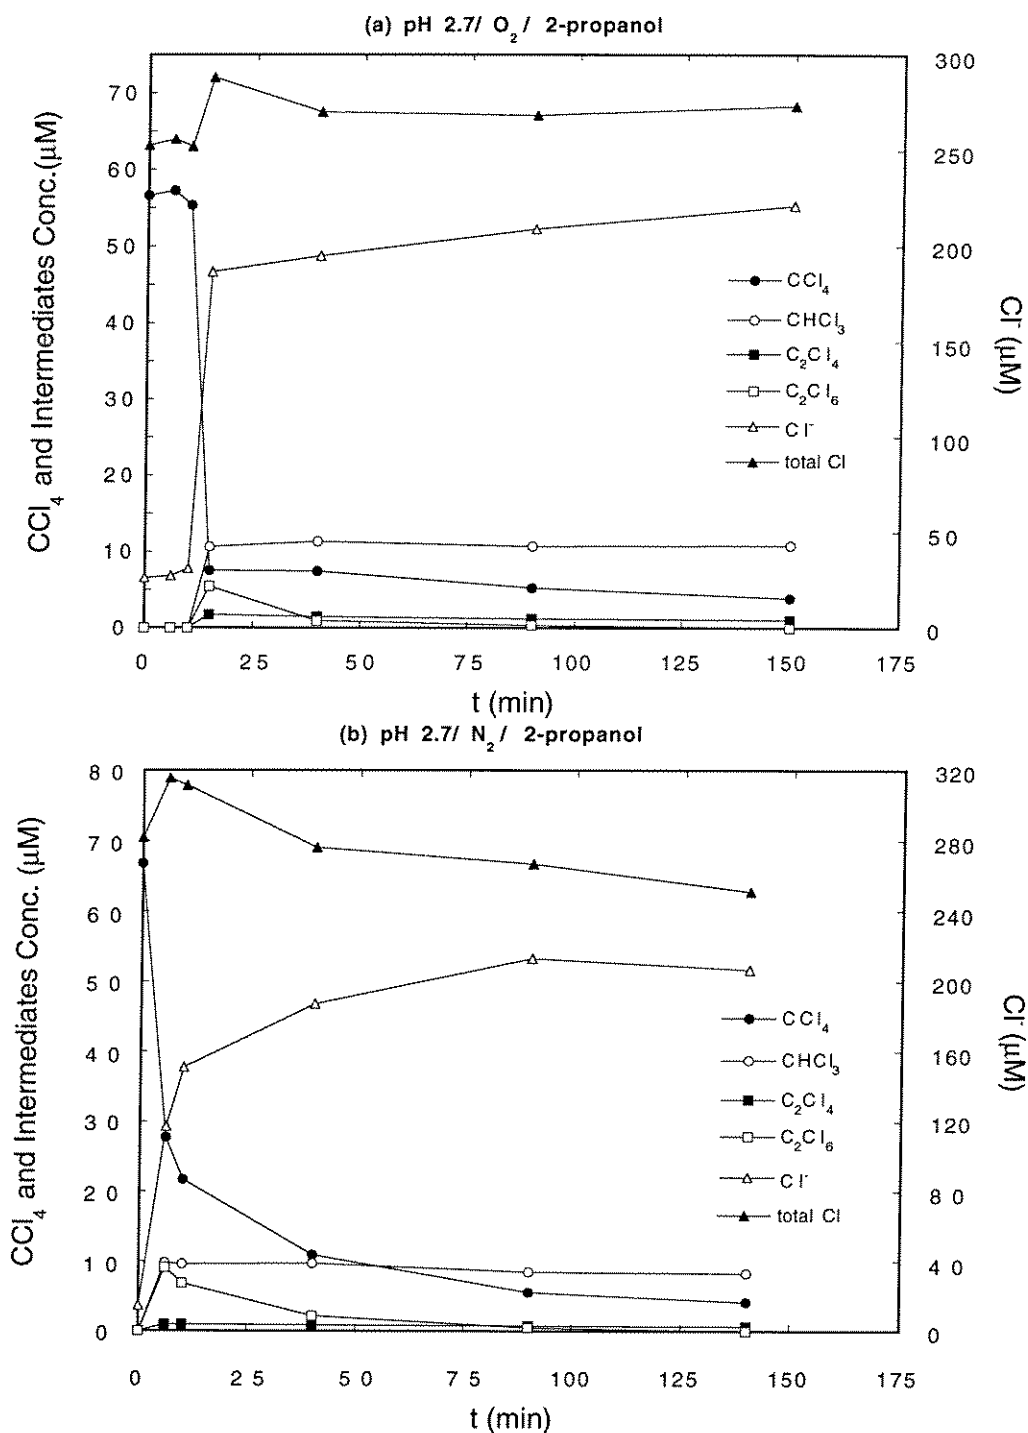 (a) pH 2.7/ O2 / 2-propanol
CCl4 and Intermediates Conc.(μM)
70
60
50
40
30
20
10
0
300
250
200
150
100
50
0
Cl- (μM)
CCl4
CHCl3
C2Cl4
C2Cl6
Cl-
total Cl
0 25 50 75 100 125 150 175
t (min)
(b) pH 2.7/ N2 / 2-propanol
CCl4 and Intermediates Conc. (μM)
80
70
60
50
40
30
20
10
0
320
280
240
200
160
120
80
40
0
Cl- (μM)
CCl4
CHCl3
C2Cl4
C2Cl6
Cl-
total Cl
0 25 50 75 100 125 150 175
t (min)